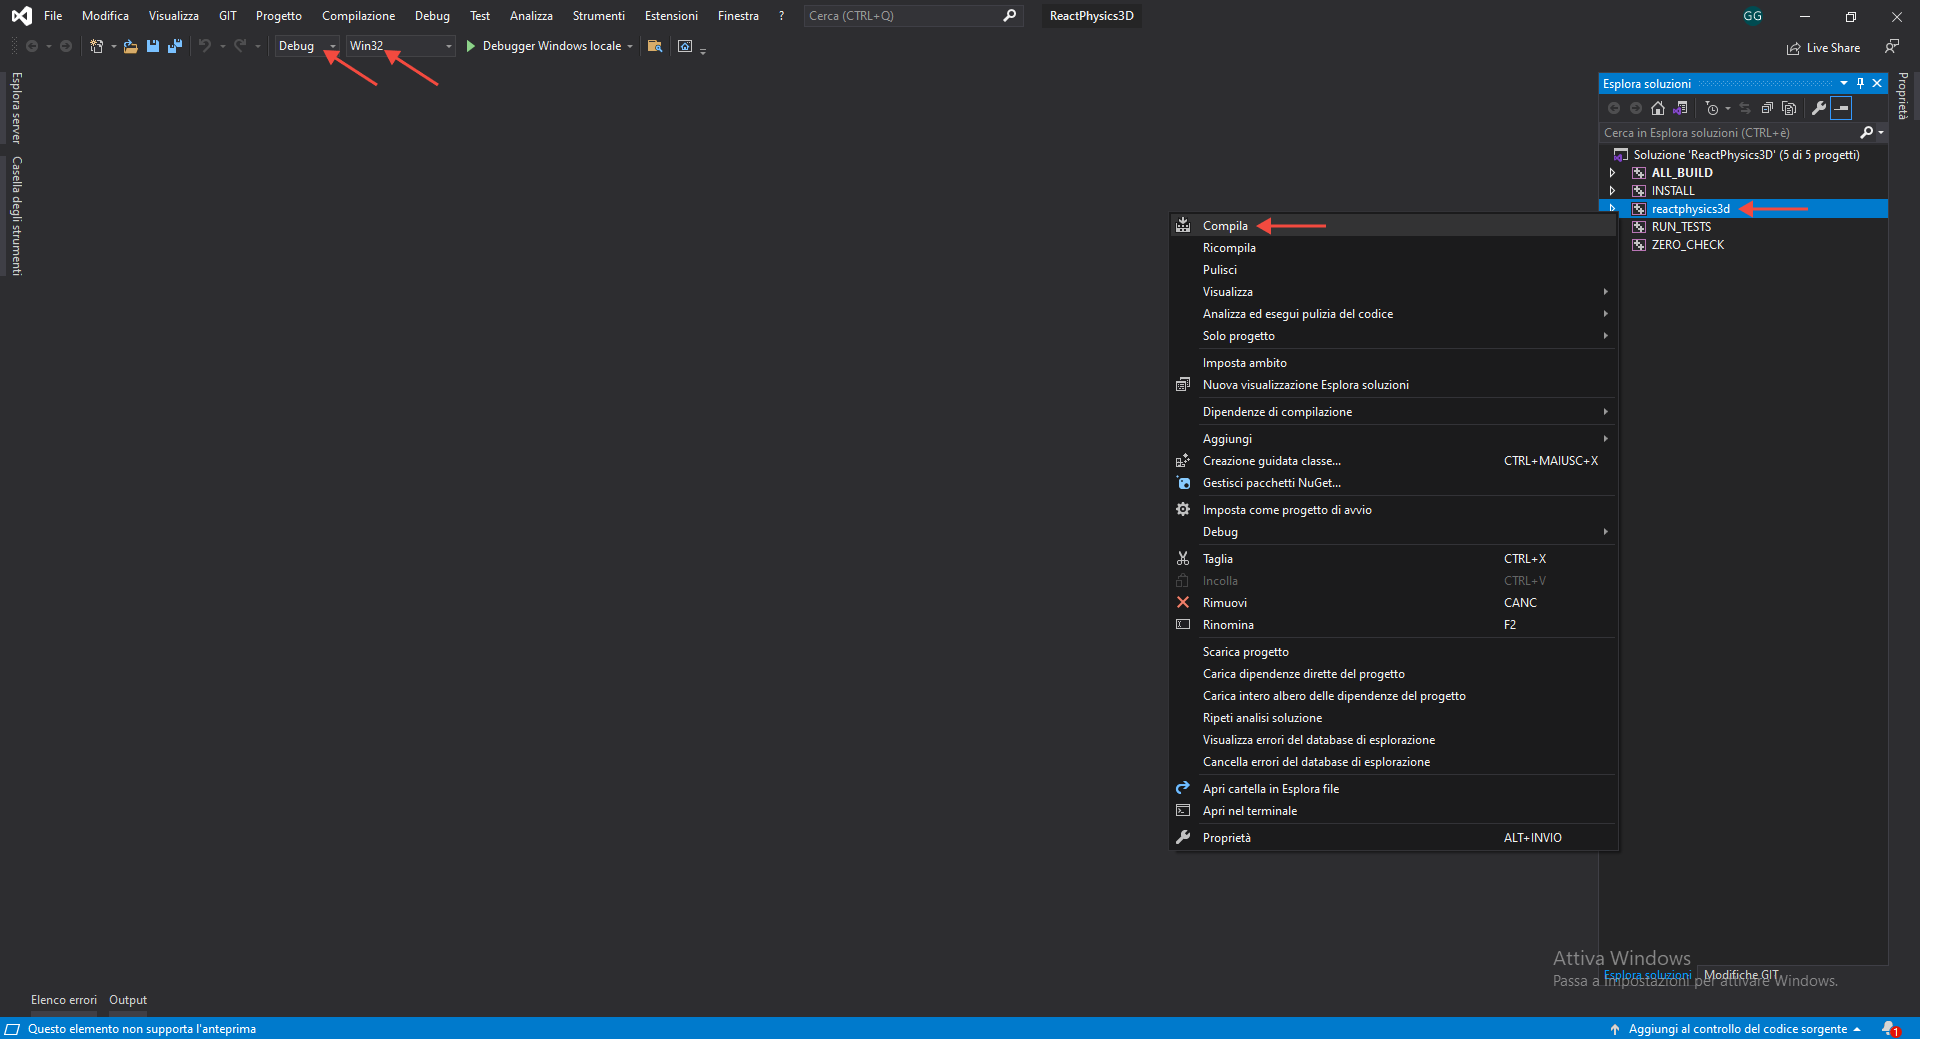 File Modifica Visualizza GIT Progetto Compilazione Debug Test Analizza Strumenti Estensioni Finestra ? Cerca (CTRL+Q) ReactPhysics3D GG
Debug Win32 Debugger Windows locale Live Share
Esplora server
Casella degli strumenti
Esplora soluzioni
Proprietà
Cerca in Esplora soluzioni (CTRL+è)
Soluzione 'ReactPhysics3D' (5 di 5 progetti)
ALL_BUILD
INSTALL
reactphysics3d
RUN_TESTS
ZERO_CHECK
Compila
Ricompila
Pulisci
Visualizza
Analizza ed esegui pulizia del codice
Solo progetto
Imposta ambito
Nuova visualizzazione Esplora soluzioni
Dipendenze di compilazione
Aggiungi
Creazione guidata classe... CTRL+MAIUSC+X
Gestisci pacchetti NuGet...
Imposta come progetto di avvio
Debug
Taglia CTRL+X
Incolla CTRL+V
Rimuovi CANC
Rinomina F2
Scarica progetto
Carica dipendenze dirette del progetto
Carica intero albero delle dipendenze del progetto
Ripeti analisi soluzione
Visualizza errori del database di esplorazione
Cancella errori del database di esplorazione
Apri cartella in Esplora file
Apri nel terminale
Proprietà ALT+INVIO
Attiva Windows
Passa a Impostazioni per attivare Windows.
Esplora soluzioni Modifiche GIT
Elenco errori Output
Questo elemento non supporta l'anteprima Aggiungi al controllo del codice sorgente 1